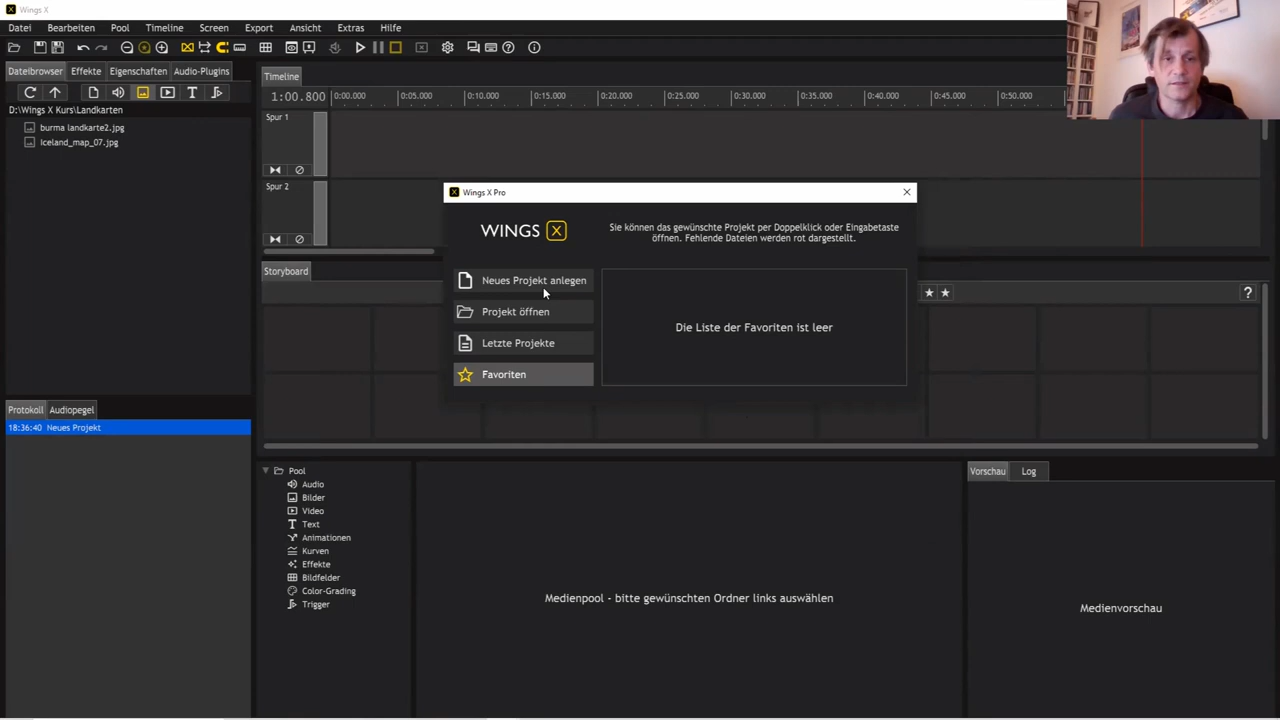 Wings X
Datei Bearbeiten Pool Timeline Screen Export Ansicht Extras Hilfe
Dateibrowser Effekte Eigenschaften Audio-Plugins
D:\Wings X Kurs\Landkarten
burma landkarte2.jpg
Iceland_map_07.jpg
Timeline
1:00.800 0:00.000 0:05.000 0:10.000 0:15.000 0:20.000 0:25.000 0:30.000 0:35.000 0:40.000 0:45.000 0:50.000
Spur 1
Spur 2
Wings X Pro
WINGS X
Sie können das gewünschte Projekt per Doppelklick oder Eingabetaste
öffnen. Fehlende Dateien werden rot dargestellt.
Neues Projekt anlegen
Projekt öffnen
Letzte Projekte
Favoriten
Die Liste der Favoriten ist leer
Storyboard
Protokoll Audiopegel
18:36:40 Neues Projekt
Pool
Audio
Bilder
Video
Text
Animationen
Kurven
Effekte
Bildfelder
Color-Grading
Trigger
Medienpool - bitte gewünschten Ordner links auswählen
Vorschau Log
Medienvorschau